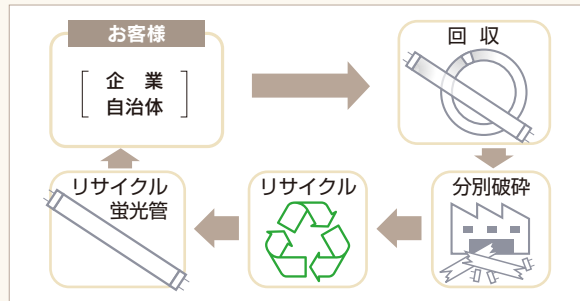 お客様
企 業
自治体
回 収
分別破砕
リサイクル
リサイクル
蛍光管